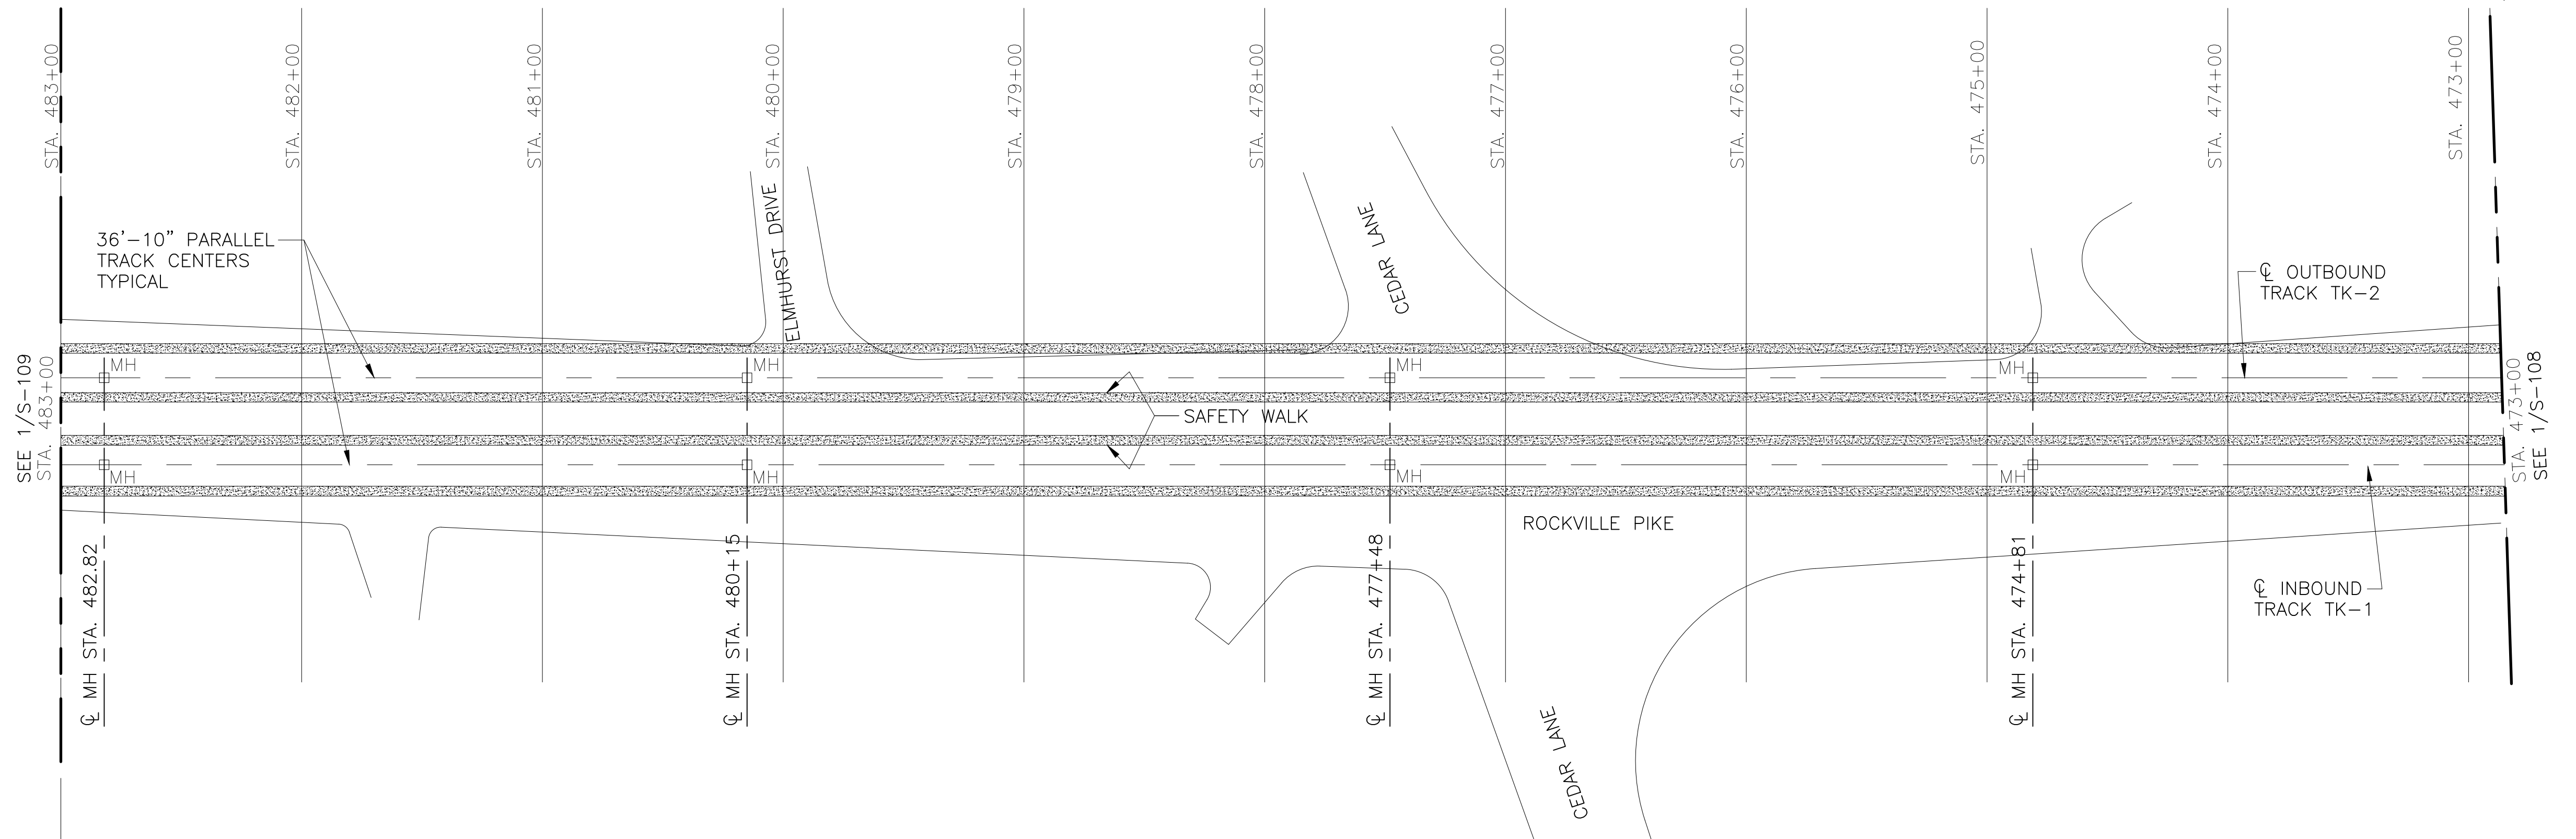 STA. 483+00
STA. 482+00
STA. 481+00
STA. 480+00
STA. 479+00
STA. 478+00
STA. 477+00
STA. 476+00
STA. 475+00
STA. 474+00
STA. 473+00
36'-10" PARALLEL
TRACK CENTERS
TYPICAL
ELMHURST DRIVE
CEDAR LANE
℄ OUTBOUND
TRACK TK-2
SEE 1/S-109
STA. 483+00
MH
MH
MH
MH
SAFETY WALK
MH
MH
MH
MH
STA. 473+00
SEE 1/S-108
ROCKVILLE PIKE
℄ INBOUND
TRACK TK-1
℄ MH STA. 482.82
℄ MH STA. 480+15
℄ MH STA. 477+48
℄ MH STA. 474+81
CEDAR LANE